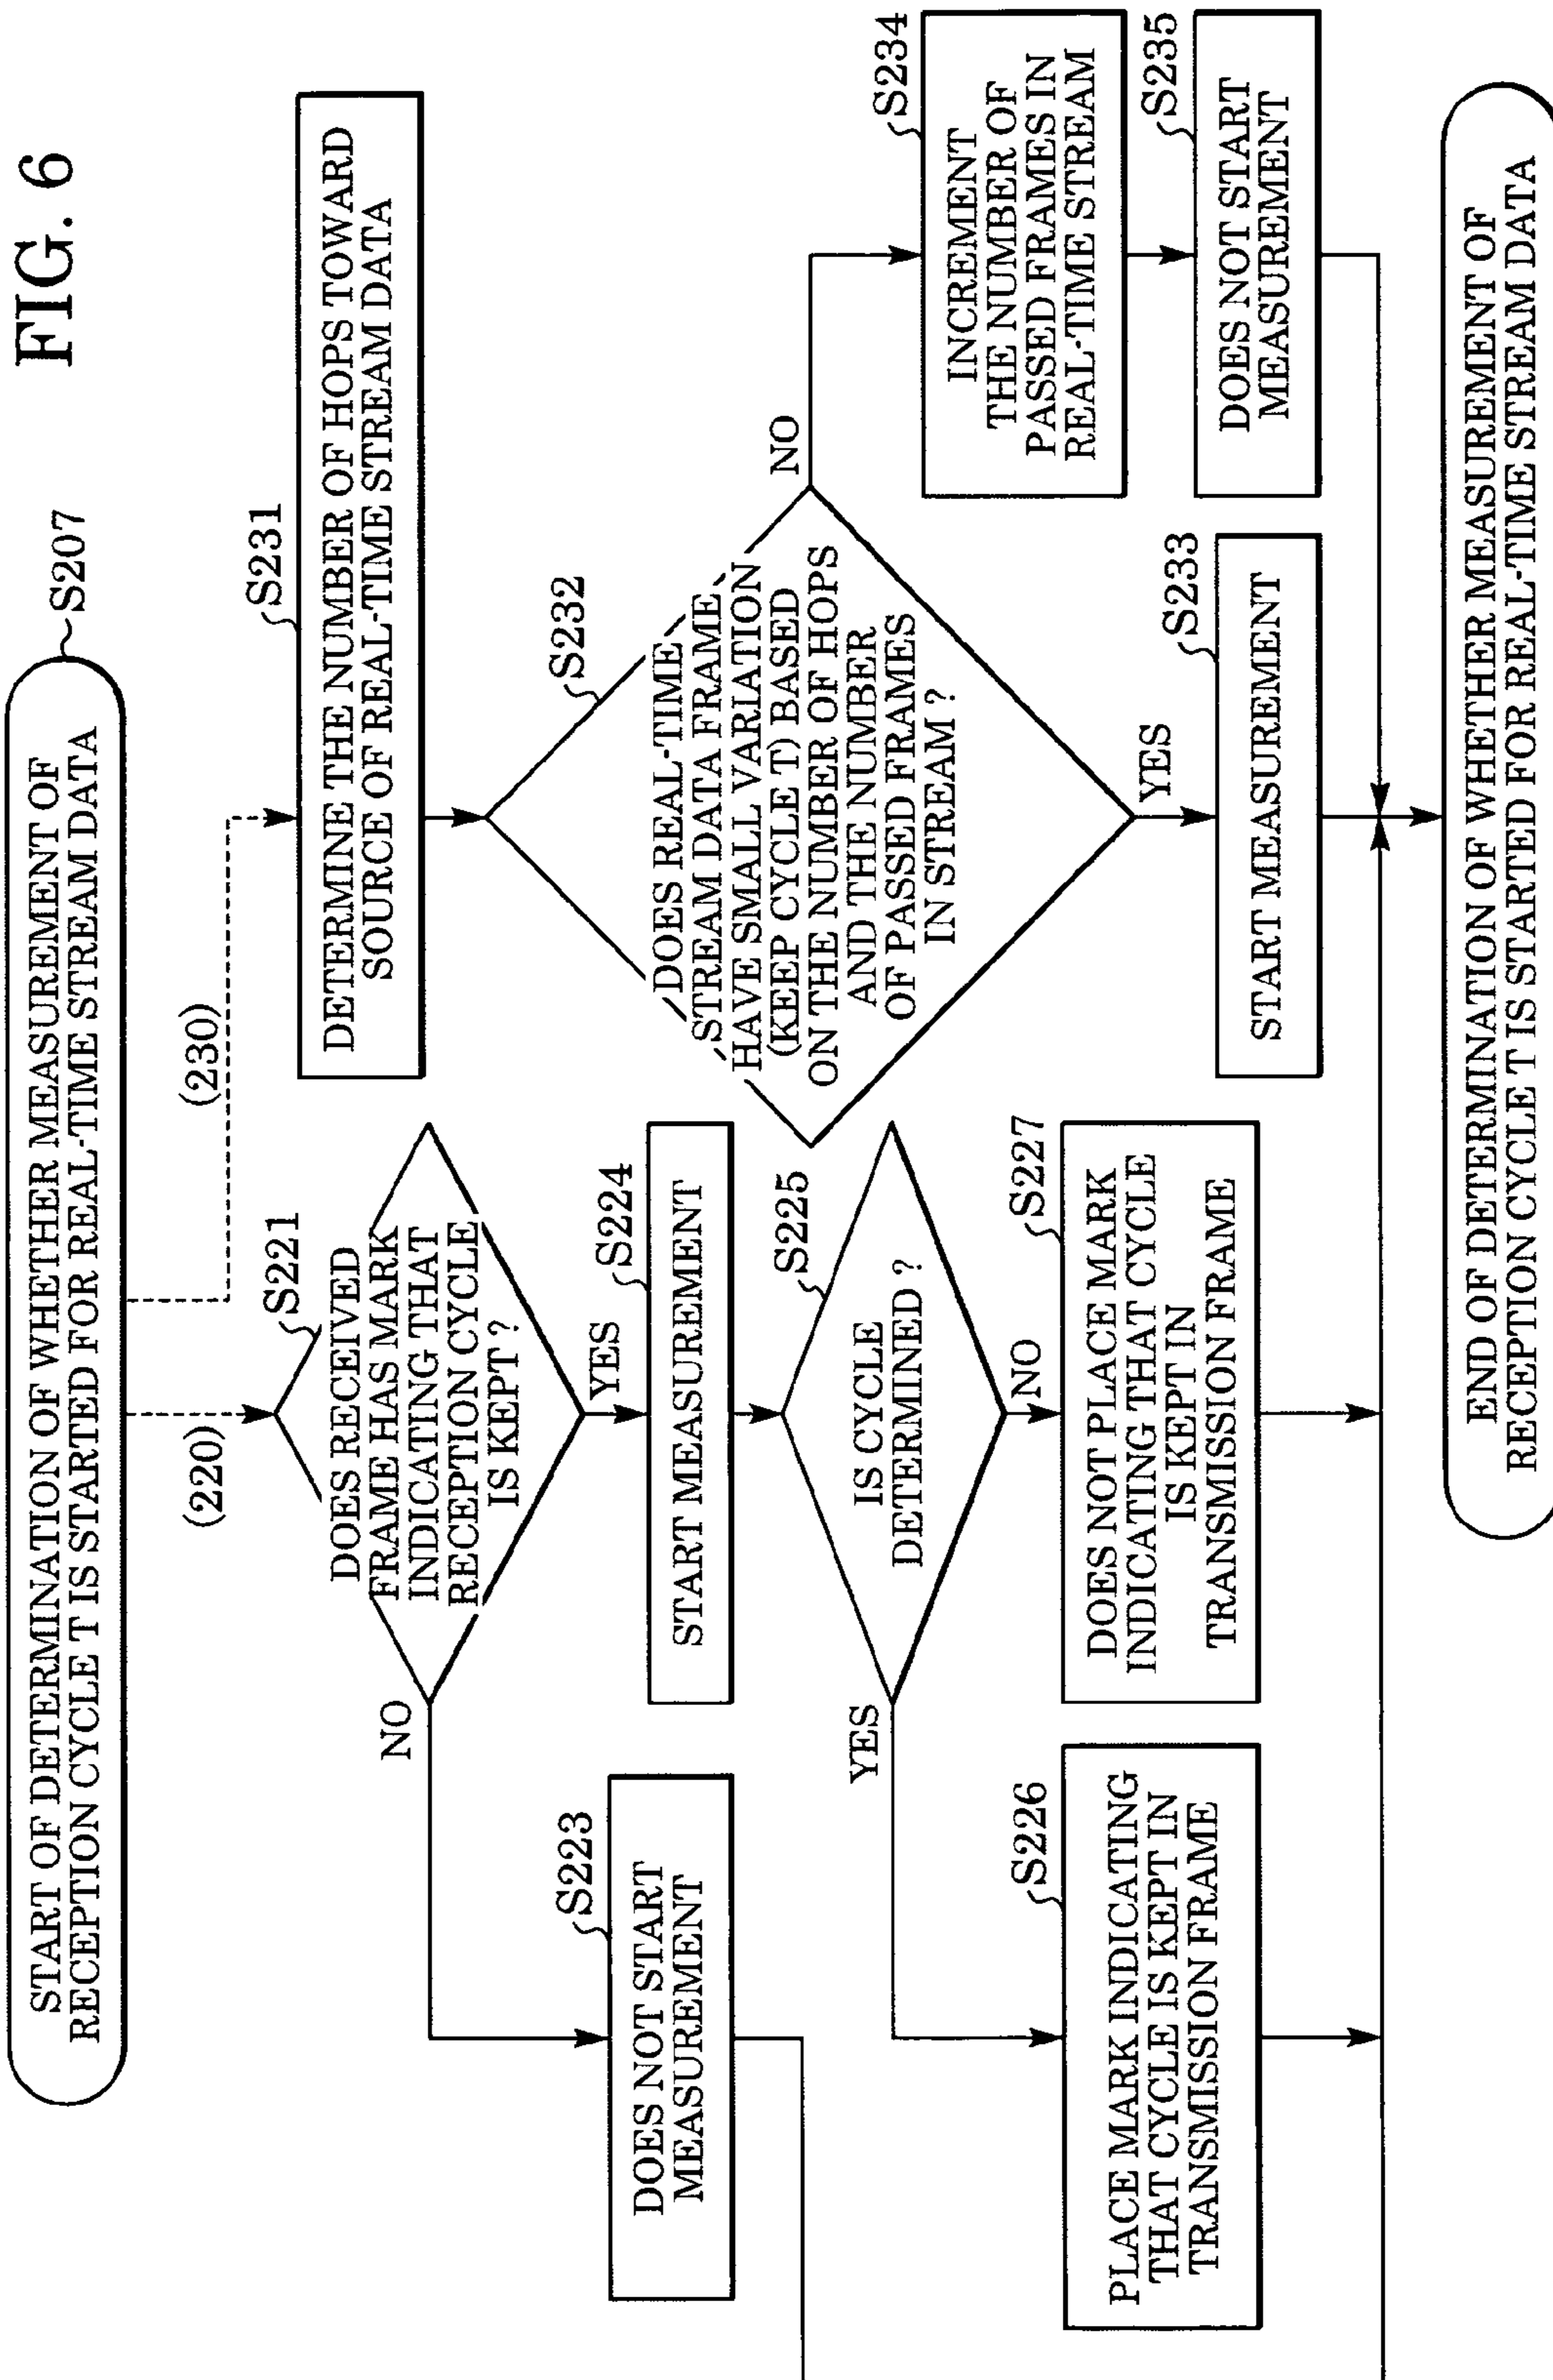 FIG. 6
START OF DETERMINATION OF WHETHER MEASUREMENT OF
RECEPTION CYCLE T IS STARTED FOR REAL-TIME STREAM DATA
S207
(220)
(230)
S221
DOES RECEIVED
FRAME HAS MARK
INDICATING THAT
RECEPTION CYCLE
IS KEPT ?
NO
YES
S223
DOES NOT START
MEASUREMENT
S224
START MEASUREMENT
S225
IS CYCLE
DETERMINED ?
YES
NO
S226
PLACE MARK INDICATING
THAT CYCLE IS KEPT IN
TRANSMISSION FRAME
S227
DOES NOT PLACE MARK
INDICATING THAT CYCLE
IS KEPT IN
TRANSMISSION FRAME
S231
DETERMINE THE NUMBER OF HOPS TOWARD
SOURCE OF REAL-TIME STREAM DATA
S232
DOES REAL-TIME
STREAM DATA FRAME
HAVE SMALL VARIATION
(KEEP CYCLE T) BASED
ON THE NUMBER OF HOPS
AND THE NUMBER
OF PASSED FRAMES
IN STREAM ?
NO
YES
S233
START MEASUREMENT
S234
INCREMENT
THE NUMBER OF
PASSED FRAMES IN
REAL-TIME STREAM
S235
DOES NOT START
MEASUREMENT
END OF DETERMINATION OF WHETHER MEASUREMENT OF
RECEPTION CYCLE T IS STARTED FOR REAL-TIME STREAM DATA